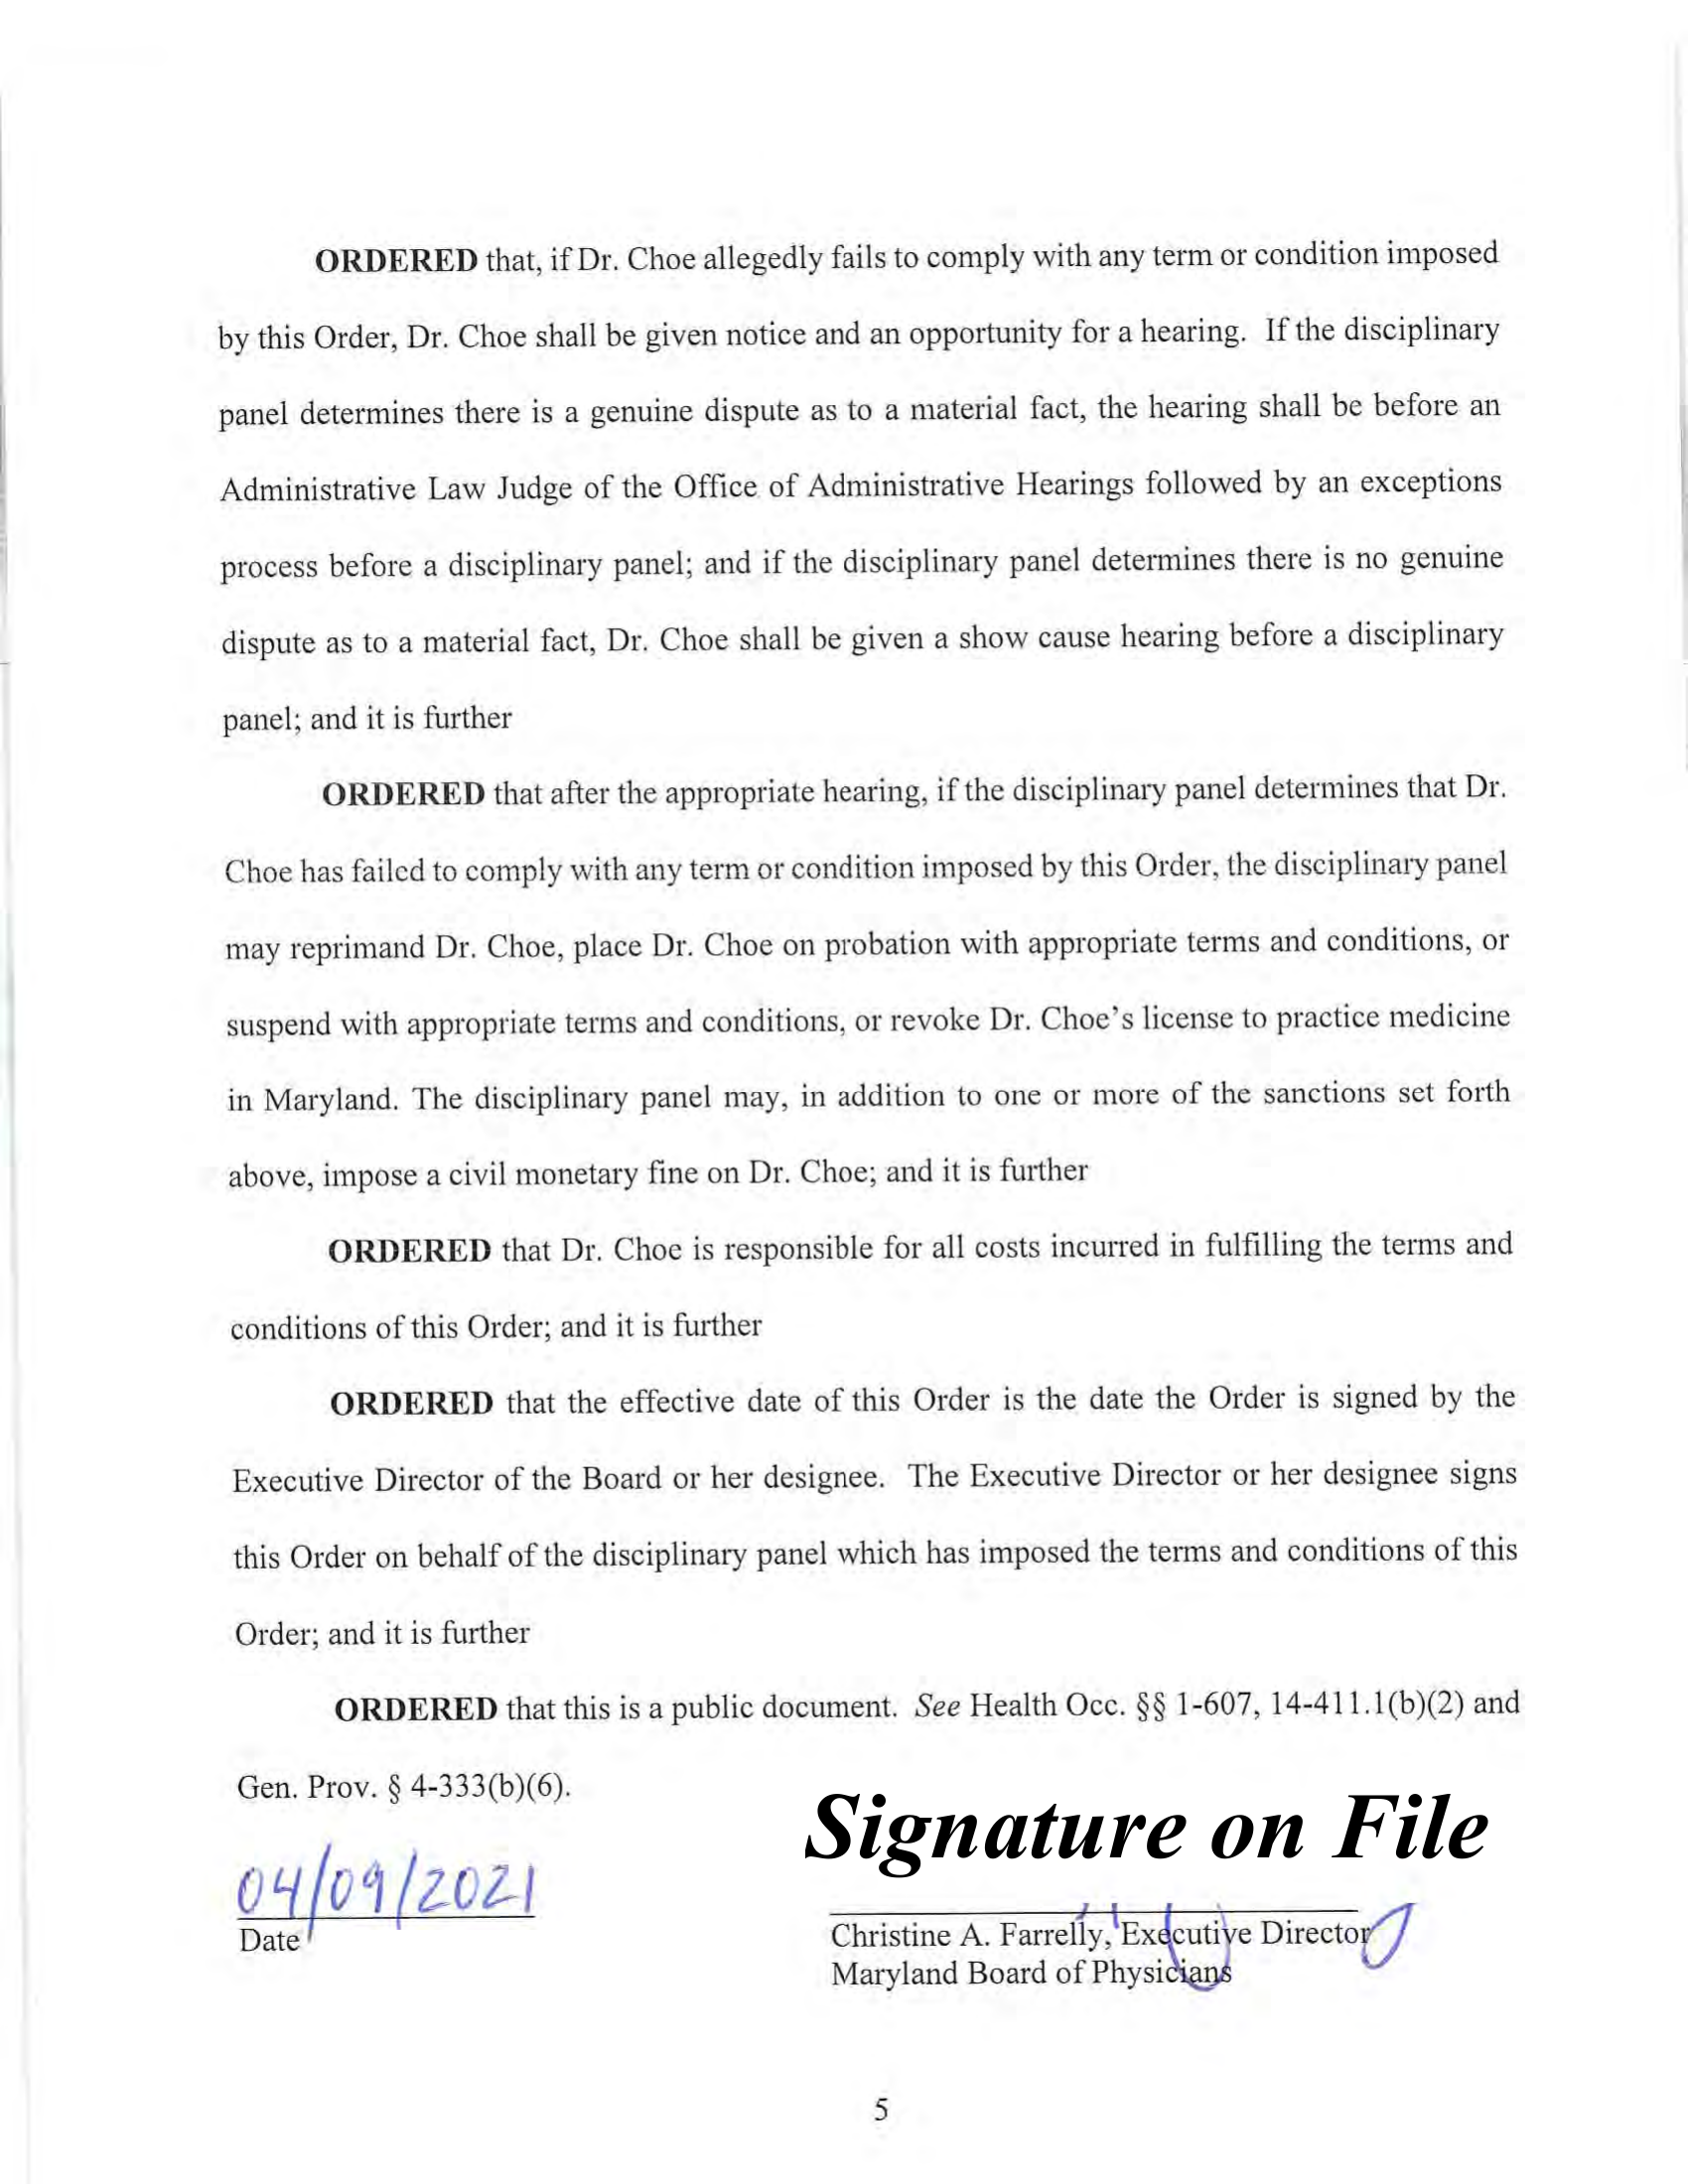 ORDERED that, if Dr. Choe allegedly fails to comply with any term or condition imposed
by this Order, Dr. Choe shall be given notice and an opportunity for a hearing. If the disciplinary
panel determines there is a genuine dispute as to a material fact, the hearing shall be before an
Administrative Law Judge of the Office of Administrative Hearings followed by an exceptions
process before a disciplinary panel; and if the disciplinary panel determines there is no genuine
dispute as to a material fact, Dr. Choe shall be given a show cause hearing before a disciplinary
panel; and it is further
ORDERED that after the appropriate hearing, if the disciplinary panel determines that Dr.
Choe has failed to comply with any term or condition imposed by this Order, the disciplinary panel
may reprimand Dr. Choe, place Dr. Choe on probation with appropriate terms and conditions, or
suspend with appropriate terms and conditions, or revoke Dr. Choe's license to practice medicine
in Maryland. The disciplinary panel may, in addition to one or more of the sanctions set forth
above, impose a civil monetary fine on Dr. Choe; and it is further
ORDERED that Dr. Choe is responsible for all costs incurred in fulfilling the terms and
conditions of this Order; and it is further
ORDERED that the effective date of this Order is the date the Order is signed by the
Executive Director of the Board or her designee. The Executive Director or her designee signs
this Order on behalf of the disciplinary panel which has imposed the terms and conditions of this
Order; and it is further
ORDERED that this is a public document. See Health Occ. §§ 1-607, 14-411.1(b)(2) and
Gen. Prov. § 4-333(b)(6).
Signature on File
04/09/2021
Date
Christine A. Farrelly, Executive Director
Maryland Board of Physicians
5